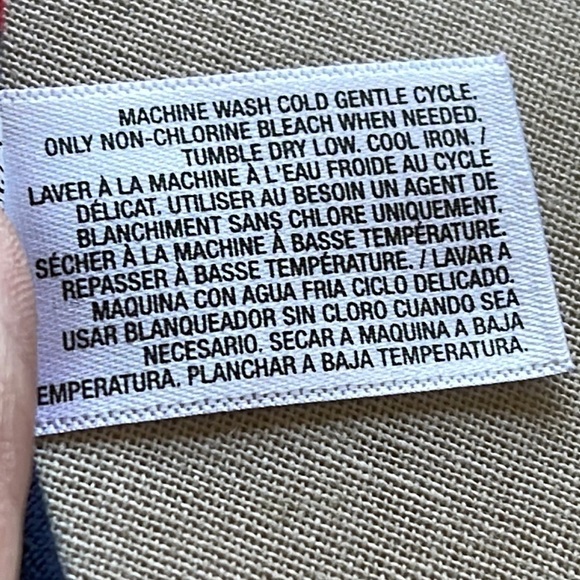 MACHINE WASH COLD GENTLE CYCLE.
ONLY NON-CHLORINE BLEACH WHEN NEEDED.
TUMBLE DRY LOW. COOL IRON. /
LAVER À LA MACHINE À L'EAU FROIDE AU CYCLE
DÉLICAT. UTILISER AU BESOIN UN AGENT DE
BLANCHIMENT SANS CHLORE UNIQUEMENT.
SÉCHER À LA MACHINE À BASSE TEMPÉRATURE.
REPASSER À BASSE TEMPÉRATURE. / LAVAR A
MAQUINA CON AGUA FRIA CICLO DELICADO.
USAR BLANQUEADOR SIN CLORO CUANDO SEA
NECESARIO. SECAR A MAQUINA A BAJA
EMPERATURA. PLANCHAR A BAJA TEMPERATURA.